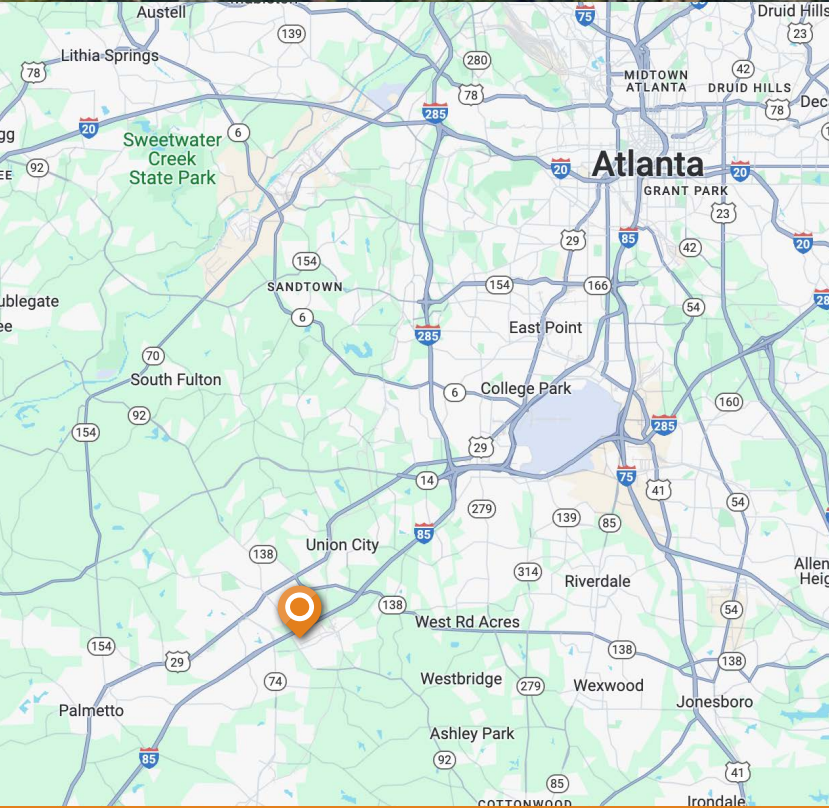 Austell
Druid Hills
75
139
23
Lithia Springs
280
42
78
MIDTOWN
ATLANTA
DRUID HILLS
78
78
285
20
6
20
Sweetwater
Creek
State Park
92
Atlanta
20
GRANT PARK
23
29
85
42
20
154
SANDTOWN
154
166
54
6
285
East Point
70
South Fulton
6
College Park
160
92
154
285
29
14
75
41
279
139
85
54
85
Union City
138
314
Riverdale
138
54
West Rd Acres
154
138
29
138
74
Westbridge
279
Wexwood
Jonesboro
Palmetto
Ashley Park
85
92
41
85
COTTONWOOD
Irondale